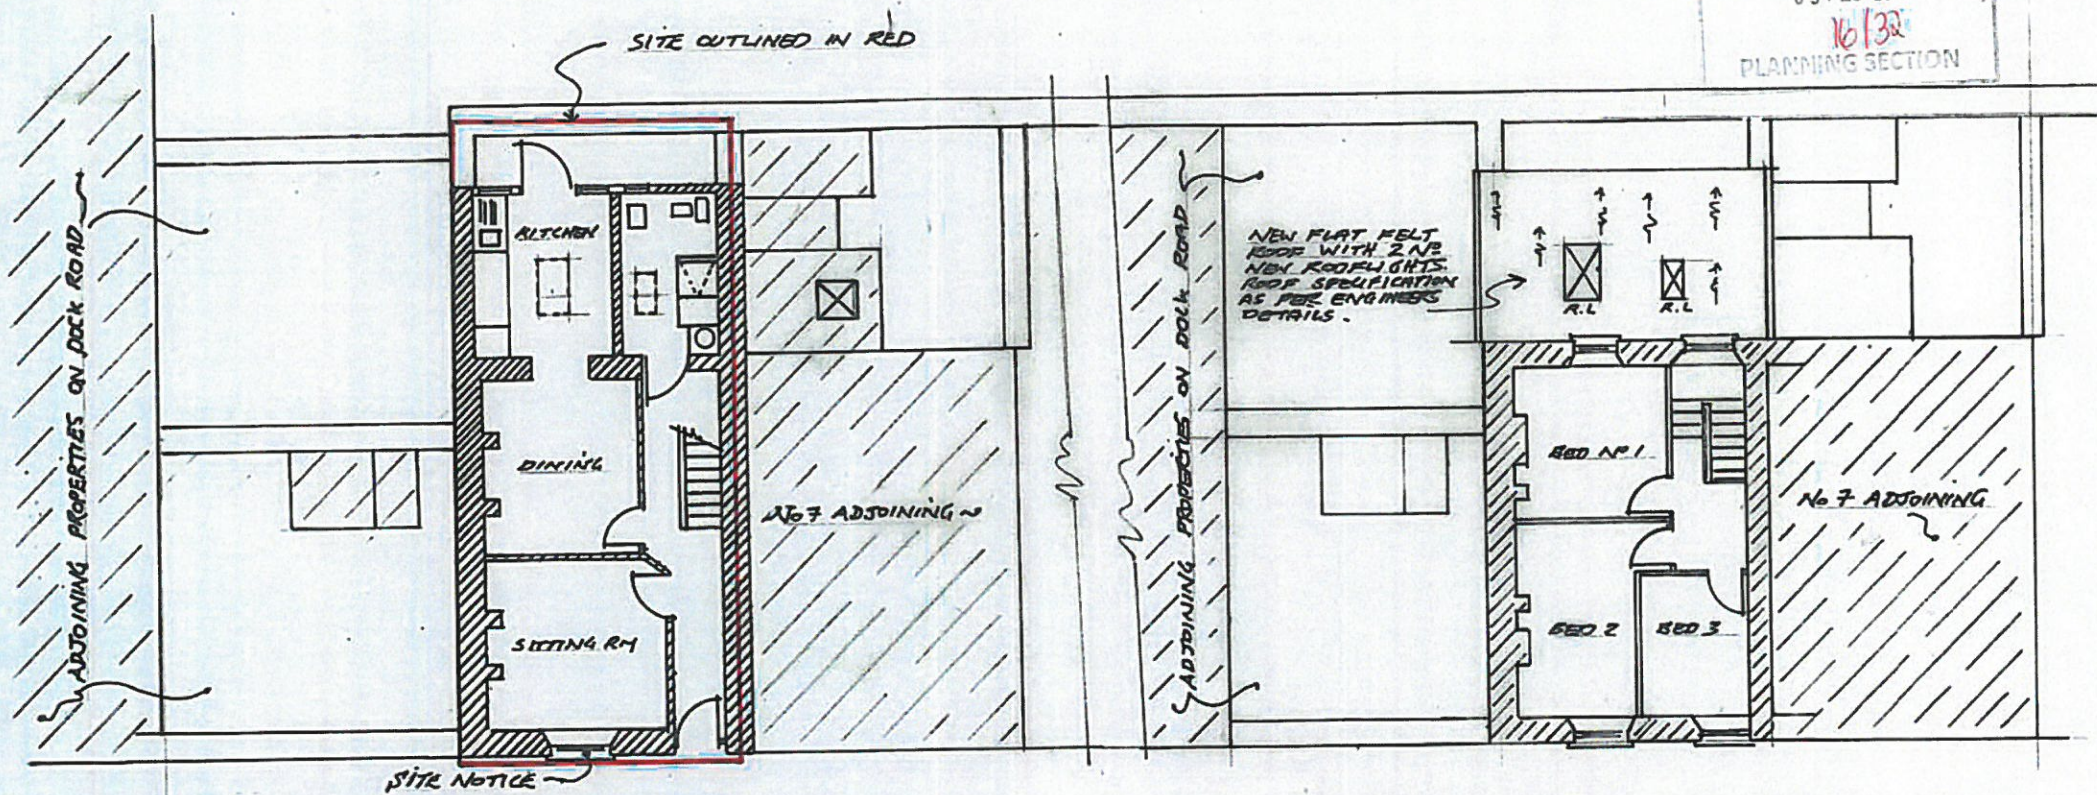 SITE OUTLINED IN RED
16/32
PLANNING SECTION
ADJOINING PROPERTIES ON DOCK ROAD
KITCHEN
DINING
SITTING RM
SITE NOTICE
No 7 ADJOINING
ADJOINING PROPERTIES ON DOCK ROAD
NEW FLAT FELT
ROOF WITH 2 Nº
NEW ROOFLIGHTS.
ROOF SPECIFICATION
AS PER ENGINEERS
DETAILS.
R.L
R.L
BED Nº 1
BED 2
BED 3
No 7 ADJOINING